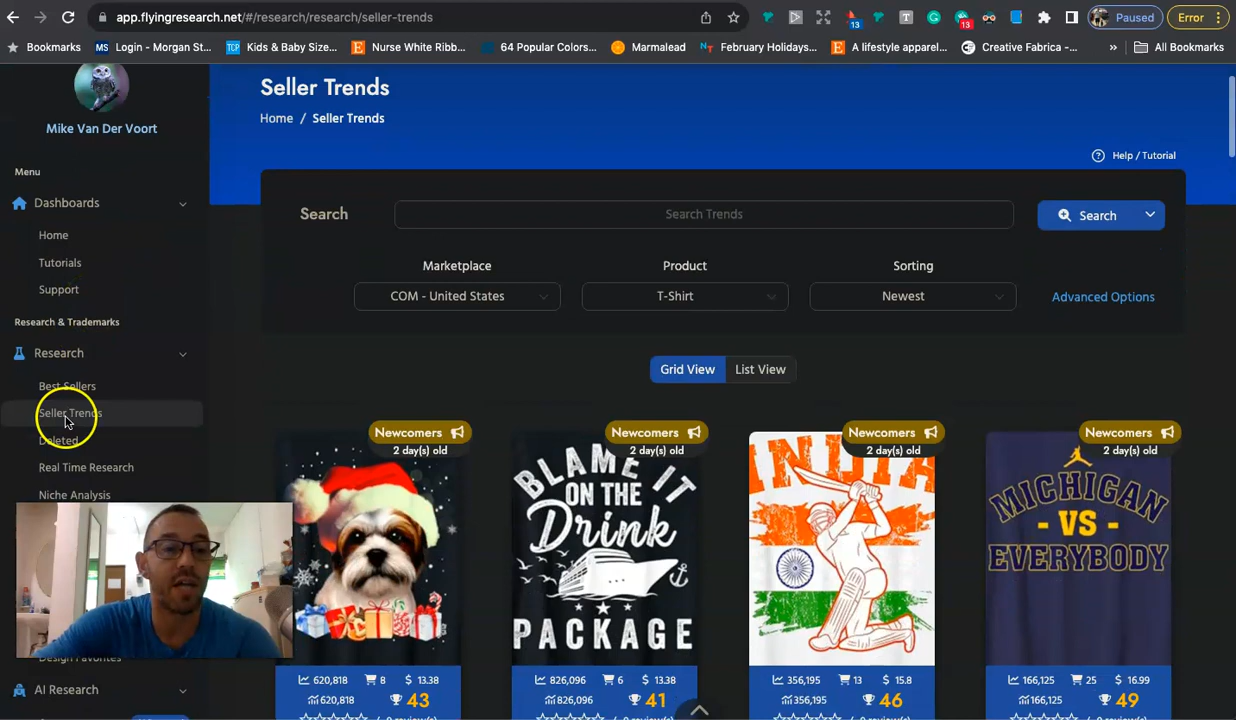 app.flyingresearch.net/#/research/research/seller-trends
13
13
Paused
Error
Bookmarks
MS Login - Morgan St...
TCP Kids & Baby Size...
E Nurse White Ribb...
64 Popular Colors...
Marmalead
February Holidays...
E A lifestyle apparel...
Creative Fabrica -...
»
All Bookmarks
Mike Van Der Voort
Menu
Dashboards
Home
Tutorials
Support
Research & Trademarks
Research
Best Sellers
Seller Trends
Deleted
Real Time Research
Niche Analysis
Design Favorites
AI Research
Seller Trends
Home / Seller Trends
Help / Tutorial
Search
Search Trends
Search
Marketplace Product Sorting
COM - United States T-Shirt Newest Advanced Options
Grid View List View
Newcomers
2 day(s) old
620,818 8 $ 13.38
620,818 43
Newcomers
2 day(s) old
BLAME IT
ON THE
Drink
PACKAGE
826,096 6 $ 13.38
826,096 41
Newcomers
2 day(s) old
INDIA
356,195 13 $ 15.8
356,195 46
Newcomers
2 day(s) old
MICHIGAN
- VS -
EVERYBODY
166,125 25 $ 16.99
166,125 49